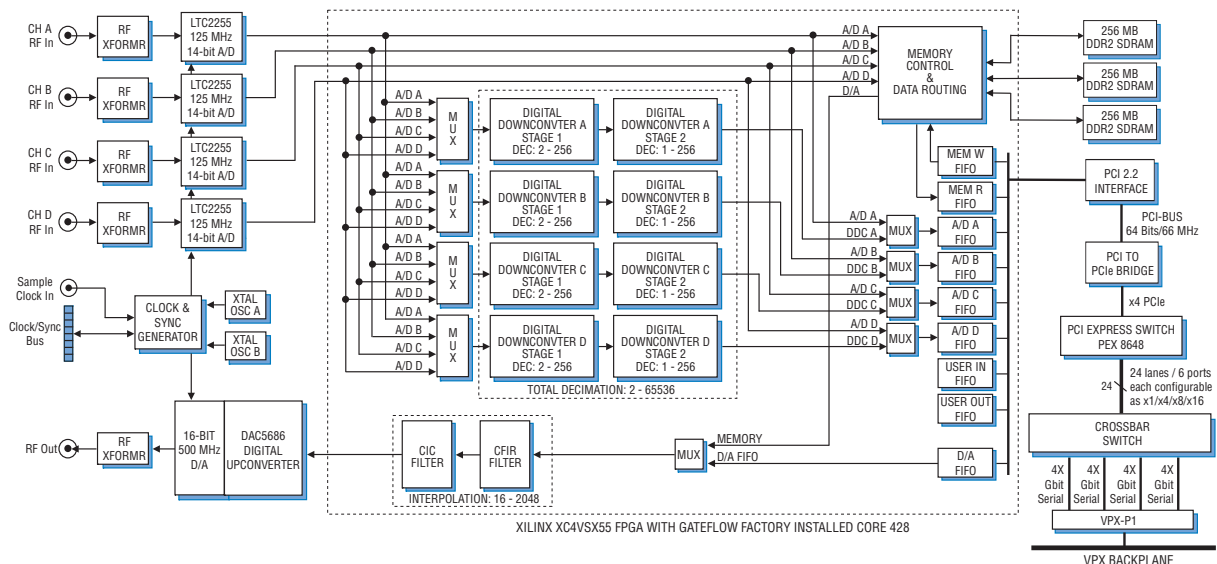 CH A
RF In
RF
XFORMR
LTC2255
125 MHz
14-bit A/D
CH B
RF In
RF
XFORMR
LTC2255
125 MHz
14-bit A/D
CH C
RF In
RF
XFORMR
LTC2255
125 MHz
14-bit A/D
CH D
RF In
RF
XFORMR
LTC2255
125 MHz
14-bit A/D
Sample
Clock In
Clock/Sync
Bus
CLOCK &
SYNC
GENERATOR
XTAL
OSC A
XTAL
OSC B
RF Out
RF
XFORMR
16-BIT
500 MHz
D/A
DAC5686
DIGITAL
UPCONVERTER
A/D A
A/D B
A/D C
A/D D
MUX
A/D A
A/D B
A/D C
A/D D
MUX
A/D A
A/D B
A/D C
A/D D
MUX
A/D A
A/D B
A/D C
A/D D
MUX
DIGITAL
DOWNCONVTER A
STAGE 1
DEC: 2 - 256
DIGITAL
DOWNCONVTER A
STAGE 2
DEC: 1 - 256
DIGITAL
DOWNCONVTER B
STAGE 1
DEC: 2 - 256
DIGITAL
DOWNCONVTER B
STAGE 2
DEC: 1 - 256
DIGITAL
DOWNCONVTER C
STAGE 1
DEC: 2 - 256
DIGITAL
DOWNCONVTER C
STAGE 2
DEC: 1 - 256
DIGITAL
DOWNCONVTER D
STAGE 1
DEC: 2 - 256
DIGITAL
DOWNCONVTER D
STAGE 2
DEC: 1 - 256
TOTAL DECIMATION: 2 - 65536
CIC
FILTER
CFIR
FILTER
INTERPOLATION: 16 - 2048
MUX
MEMORY
D/A FIFO
D/A
FIFO
A/D A
A/D B
A/D C
A/D D
D/A
MEMORY
CONTROL
&
DATA ROUTING
MEM W
FIFO
MEM R
FIFO
A/D A
DDC A
MUX
A/D A
FIFO
A/D B
DDC B
MUX
A/D B
FIFO
A/D C
DDC C
MUX
A/D C
FIFO
A/D D
DDC D
MUX
A/D D
FIFO
USER IN
FIFO
USER OUT
FIFO
XILINX XC4VSX55 FPGA WITH GATEFLOW FACTORY INSTALLED CORE 428
256 MB
DDR2 SDRAM
256 MB
DDR2 SDRAM
256 MB
DDR2 SDRAM
PCI 2.2
INTERFACE
PCI-BUS
64 Bits/66 MHz
PCI TO
PCIe BRIDGE
x4 PCIe
PCI EXPRESS SWITCH
PEX 8648
24
24 lanes / 6 ports
each configurable
as x1/x4/x8/x16
CROSSBAR
SWITCH
4X
Gbit
Serial
4X
Gbit
Serial
4X
Gbit
Serial
4X
Gbit
Serial
VPX-P1
VPX BACKPLANE